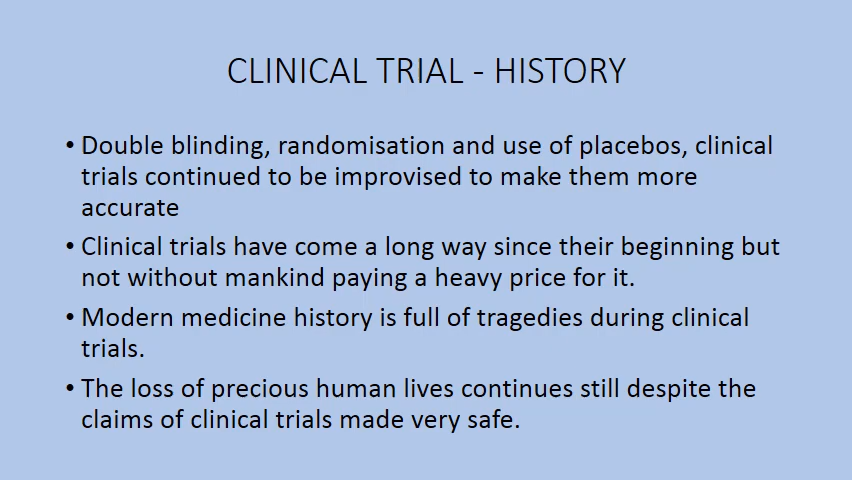 CLINICAL TRIAL - HISTORY
• Double blinding, randomisation and use of placebos, clinical
trials continued to be improvised to make them more
accurate
• Clinical trials have come a long way since their beginning but
not without mankind paying a heavy price for it.
• Modern medicine history is full of tragedies during clinical
trials.
• The loss of precious human lives continues still despite the
claims of clinical trials made very safe.